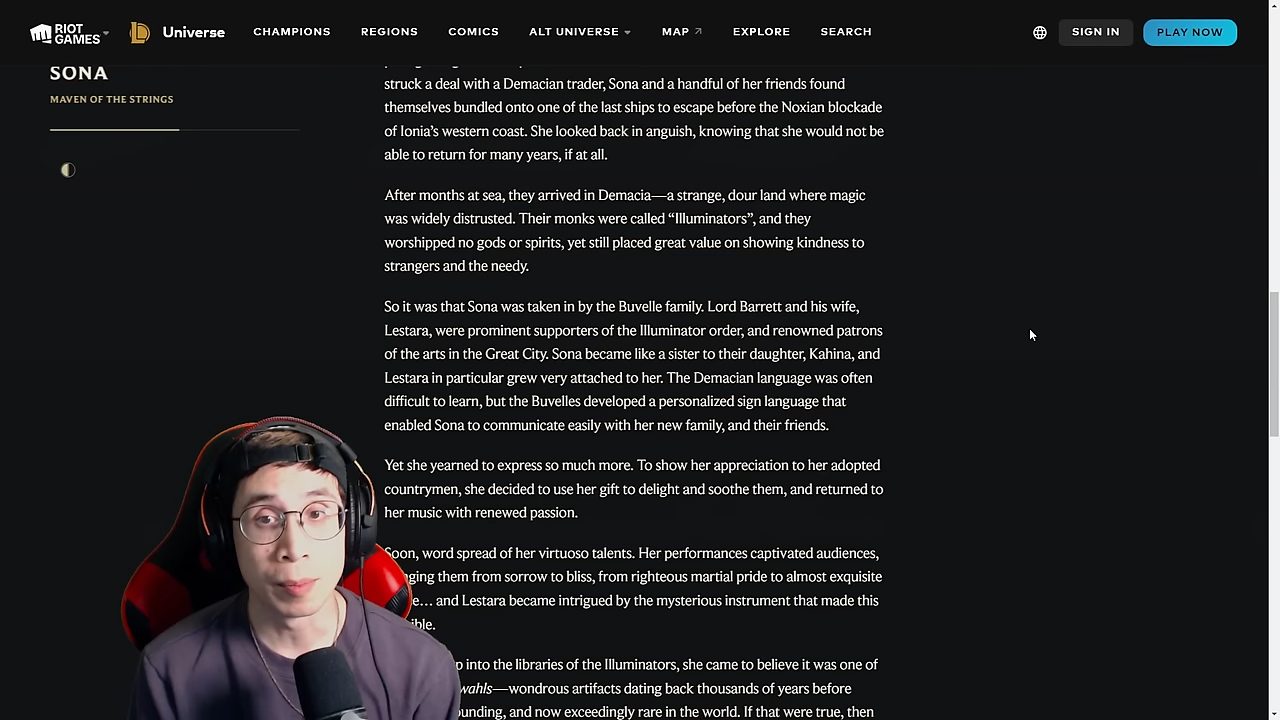 RIOT GAMES
Universe
CHAMPIONS
REGIONS
COMICS
ALT UNIVERSE
MAP
EXPLORE
SEARCH
SIGN IN
PLAY NOW
SONA
MAVEN OF THE STRINGS
struck a deal with a Demacian trader, Sona and a handful of her friends found
themselves bundled onto one of the last ships to escape before the Noxian blockade
of Ionia’s western coast. She looked back in anguish, knowing that she would not be
able to return for many years, if at all.
After months at sea, they arrived in Demacia—a strange, dour land where magic
was widely distrusted. Their monks were called “Illuminators”, and they
worshipped no gods or spirits, yet still placed great value on showing kindness to
strangers and the needy.
So it was that Sona was taken in by the Buvelle family. Lord Barrett and his wife,
Lestara, were prominent supporters of the Illuminator order, and renowned patrons
of the arts in the Great City. Sona became like a sister to their daughter, Kahina, and
Lestara in particular grew very attached to her. The Demacian language was often
difficult to learn, but the Buvelles developed a personalized sign language that
enabled Sona to communicate easily with her new family, and their friends.
Yet she yearned to express so much more. To show her appreciation to her adopted
countrymen, she decided to use her gift to delight and soothe them, and returned to
her music with renewed passion.
Soon, word spread of her virtuoso talents. Her performances captivated audiences,
them from sorrow to bliss, from righteous martial pride to almost exquisite
and Lestara became intrigued by the mysterious instrument that made this
into the libraries of the Illuminators, she came to believe it was one of
wahls—wondrous artifacts dating back thousands of years before
and now exceedingly rare in the world. If that were true, then